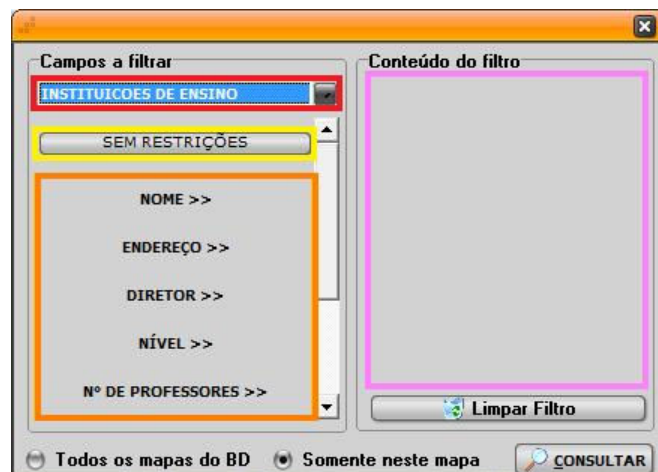 Campos a filtrar
INSTITUICOES DE ENSINO
SEM RESTRIÇÕES
NOME >>
ENDEREÇO >>
DIRETOR >>
NÍVEL >>
Nº DE PROFESSORES >>
Conteúdo do filtro
Limpar Filtro
Todos os mapas do BD
Somente neste mapa
CONSULTAR